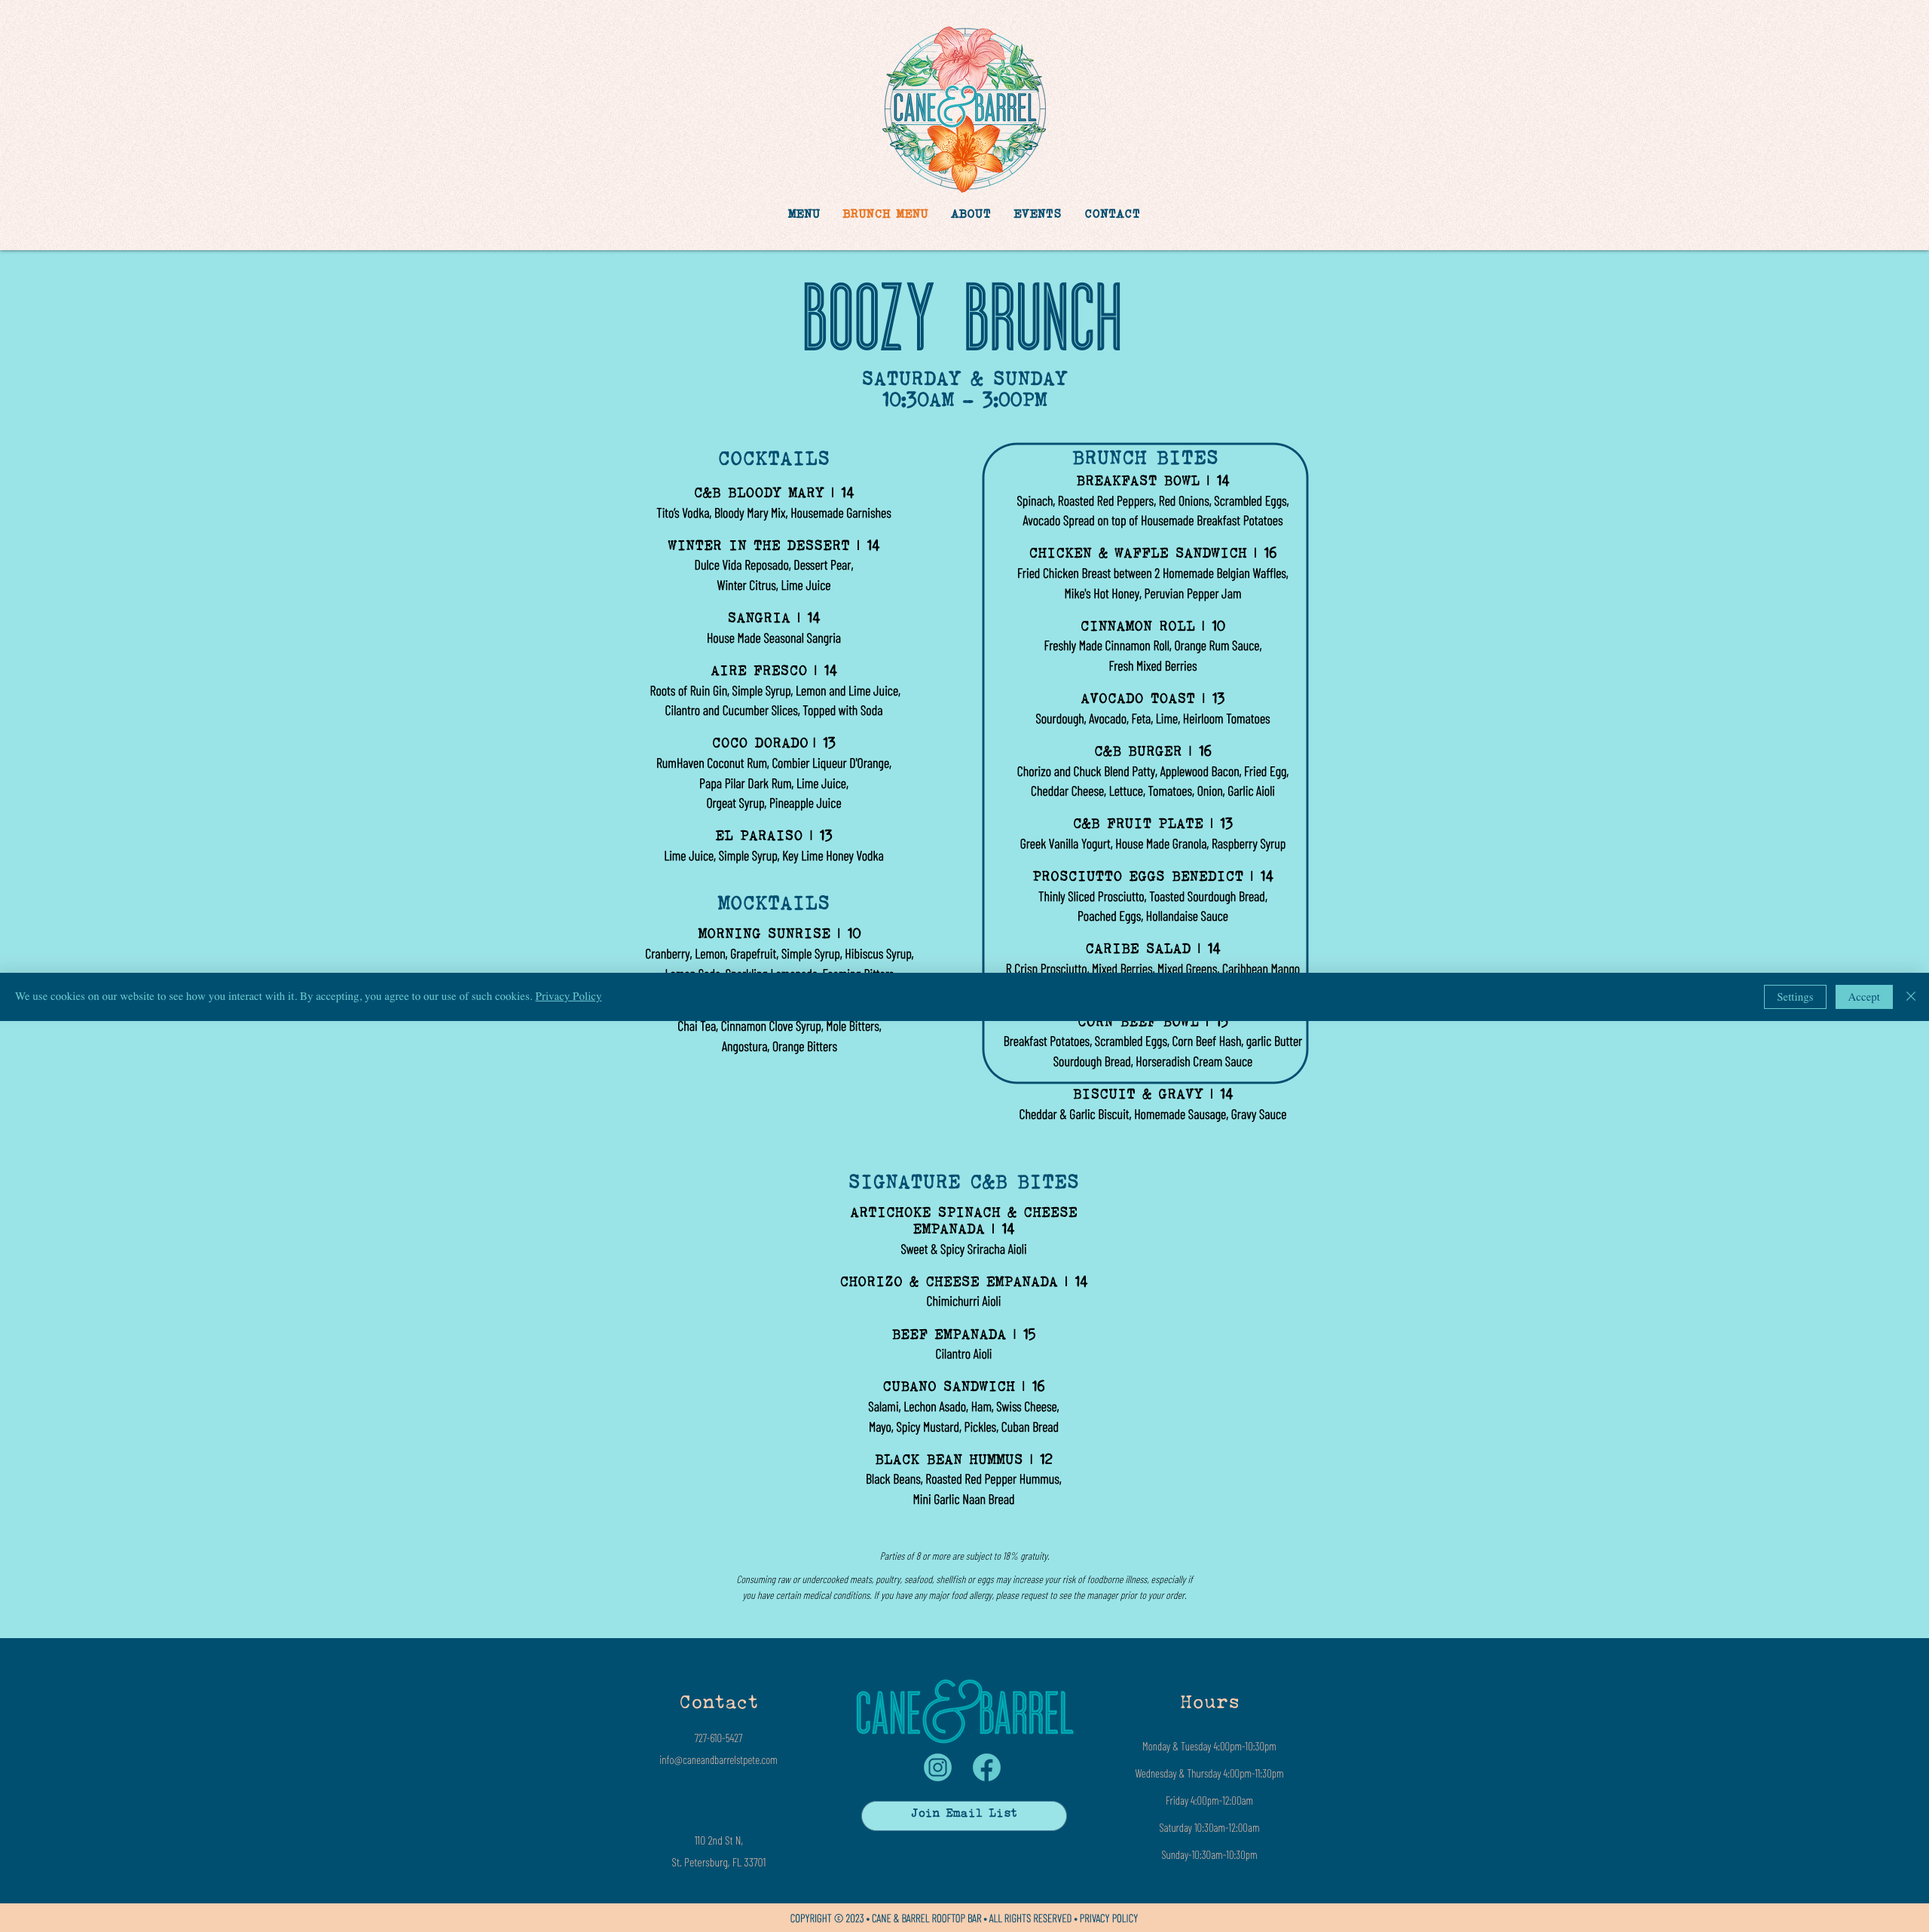 CANE & BARREL
MENU
BRUNCH MENU
ABOUT
EVENTS
CONTACT
BOOZY BRUNCH
SATURDAY & SUNDAY
10:30AM - 3:00PM
COCKTAILS
C&B BLOODY MARY | 14
Tito's Vodka, Bloody Mary Mix, Housemade Garnishes
WINTER IN THE DESSERT | 14
Dulce Vida Reposado, Dessert Pear,
Winter Citrus, Lime Juice
SANGRIA | 14
House Made Seasonal Sangria
AIRE FRESCO | 14
Roots of Ruin Gin, Simple Syrup, Lemon and Lime Juice,
Cilantro and Cucumber Slices, Topped with Soda
COCO DORADO | 13
RumHaven Coconut Rum, Combier Liqueur D'Orange,
Papa Pilar Dark Rum, Lime Juice,
Orgeat Syrup, Pineapple Juice
EL PARAISO | 13
Lime Juice, Simple Syrup, Key Lime Honey Vodka
MOCKTAILS
MORNING SUNRISE | 10
Cranberry, Lemon, Grapefruit, Simple Syrup, Hibiscus Syrup,
Chai Tea, Cinnamon Clove Syrup, Mole Bitters,
Angostura, Orange Bitters
BRUNCH BITES
BREAKFAST BOWL | 14
Spinach, Roasted Red Peppers, Red Onions, Scrambled Eggs,
Avocado Spread on top of Housemade Breakfast Potatoes
CHICKEN & WAFFLE SANDWICH | 16
Fried Chicken Breast between 2 Homemade Belgian Waffles,
Mike's Hot Honey, Peruvian Pepper Jam
CINNAMON ROLL | 10
Freshly Made Cinnamon Roll, Orange Rum Sauce,
Fresh Mixed Berries
AVOCADO TOAST | 13
Sourdough, Avocado, Feta, Lime, Heirloom Tomatoes
C&B BURGER | 16
Chorizo and Chuck Blend Patty, Applewood Bacon, Fried Egg,
Cheddar Cheese, Lettuce, Tomatoes, Onion, Garlic Aioli
C&B FRUIT PLATE | 13
Greek Vanilla Yogurt, House Made Granola, Raspberry Syrup
PROSCIUTTO EGGS BENEDICT | 14
Thinly Sliced Prosciutto, Toasted Sourdough Bread,
Poached Eggs, Hollandaise Sauce
CARIBE SALAD | 14
R Crisp Prosciutto, Mixed Berries, Mixed Greens, Caribbean Mango
We use cookies on our website to see how you interact with it. By accepting, you agree to our use of such cookies. Privacy Policy
Settings
Accept
CORN BEEF BOWL | 15
Breakfast Potatoes, Scrambled Eggs, Corn Beef Hash, garlic Butter
Sourdough Bread, Horseradish Cream Sauce
BISCUIT & GRAVY | 14
Cheddar & Garlic Biscuit, Homemade Sausage, Gravy Sauce
SIGNATURE C&B BITES
ARTICHOKE SPINACH & CHEESE
EMPANADA | 14
Sweet & Spicy Sriracha Aioli
CHORIZO & CHEESE EMPANADA | 14
Chimichurri Aioli
BEEF EMPANADA | 15
Cilantro Aioli
CUBANO SANDWICH | 16
Salami, Lechon Asado, Ham, Swiss Cheese,
Mayo, Spicy Mustard, Pickles, Cuban Bread
BLACK BEAN HUMMUS | 12
Black Beans, Roasted Red Pepper Hummus,
Mini Garlic Naan Bread
Parties of 8 or more are subject to 18% gratuity.
Consuming raw or undercooked meats, poultry, seafood, shellfish or eggs may increase your risk of foodborne illness, especially if
you have certain medical conditions. If you have any major food allergy, please request to see the manager prior to your order.
Contact
727-610-5427
info@caneandbarrelstpete.com
110 2nd St N,
St. Petersburg, FL 33701
CANE & BARREL
Join Email List
Hours
Monday & Tuesday 4:00pm-10:30pm
Wednesday & Thursday 4:00pm-11:30pm
Friday 4:00pm-12:00am
Saturday 10:30am-12:00am
Sunday-10:30am-10:30pm
COPYRIGHT © 2023 • CANE & BARREL ROOFTOP BAR • ALL RIGHTS RESERVED • PRIVACY POLICY